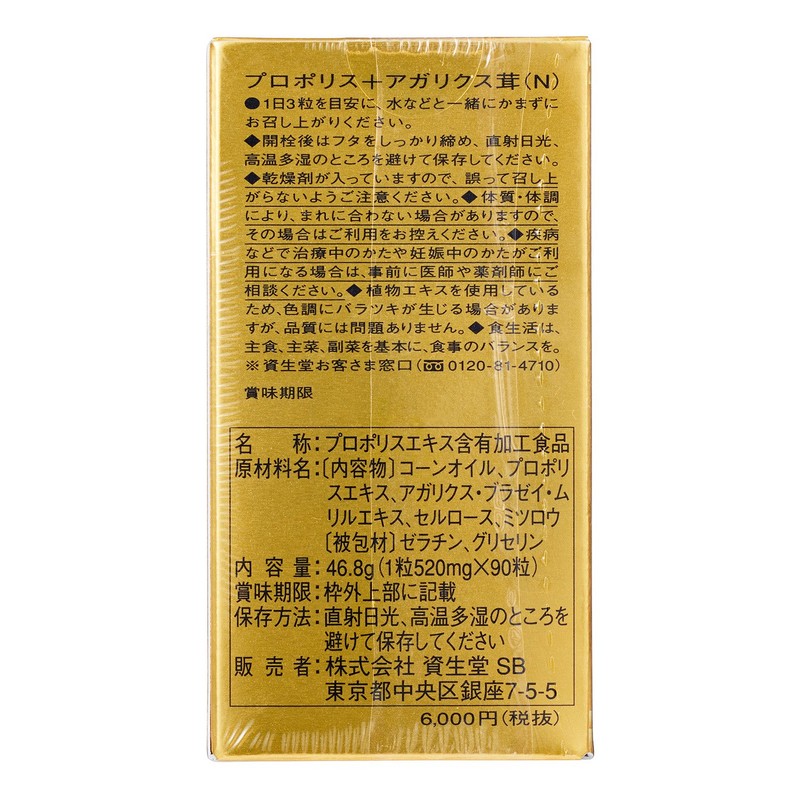 プロポリス＋アガリクス茸(N)
●1日3粒を目安に、水などと一緒にかまずに
お召し上がりください。
◆開栓後はフタをしっかり締め、直射日光、
高温多湿のところを避けて保存してください。
◆乾燥剤が入っていますので、誤って召し上
がらないようご注意ください。◆体質・体調
により、まれに合わない場合がありますので、
その場合はご利用をお控えください。◆疾病
などで治療中のかたや妊娠中のかたがご利
用になる場合は、事前に医師や薬剤師にご
相談ください。◆植物エキスを使用している
ため、色調にバラツキが生じる場合がありま
すが、品質には問題ありません。◆食生活は、
主食、主菜、副菜を基本に、食事のバランスを。
※資生堂お客さま窓口(0120-81-4710)
賞味期限
名　　称：プロポリスエキス含有加工食品
原材料名：〔内容物〕コーンオイル、プロポリ
スエキス、アガリクス・ブラゼイ・ム
リルエキス、セルロース、ミツロウ
〔被包材〕ゼラチン、グリセリン
内 容 量：46.8g(1粒520mg×90粒)
賞味期限：枠外上部に記載
保存方法：直射日光、高温多湿のところを
避けて保存してください
販 売 者：株式会社 資生堂 SB
東京都中央区銀座7-5-5
6,000円(税抜)